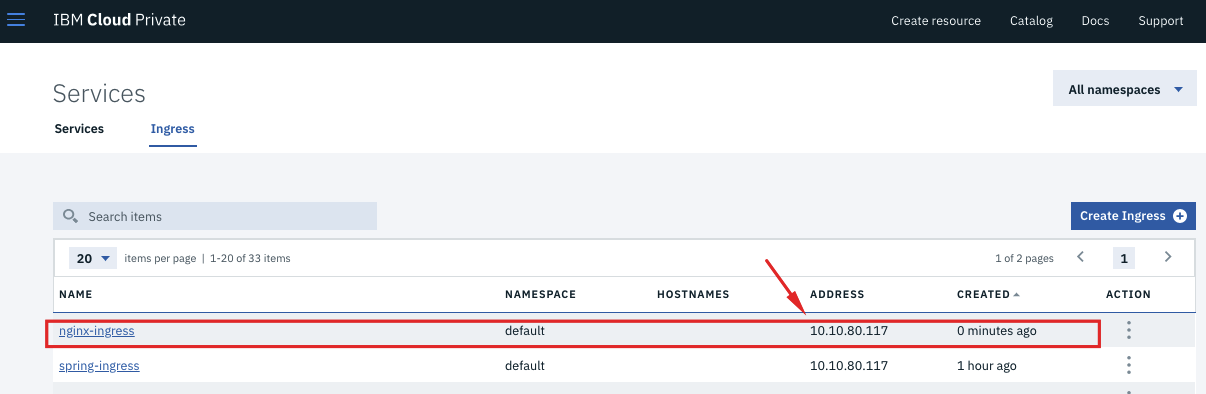 IBM Cloud Private
Create resource Catalog Docs Support
Services
All namespaces
Services Ingress
Search items
Create Ingress
20 items per page | 1-20 of 33 items 1 of 2 pages 1
NAME NAMESPACE HOSTNAMES ADDRESS CREATED ACTION
nginx-ingress default 10.10.80.117 0 minutes ago
spring-ingress default 10.10.80.117 1 hour ago